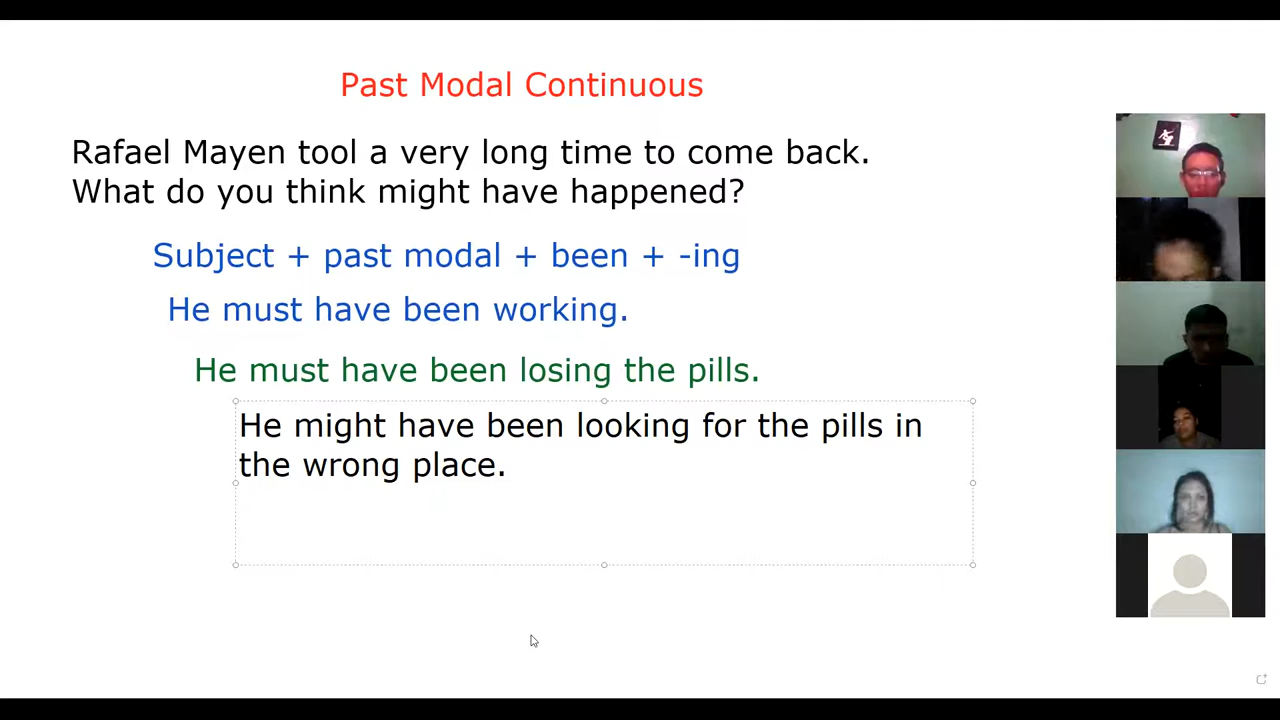 Past Modal Continuous
Rafael Mayen tool a very long time to come back.
What do you think might have happened?
Subject + past modal + been + -ing
He must have been working.
He must have been losing the pills.
He might have been looking for the pills in
the wrong place.